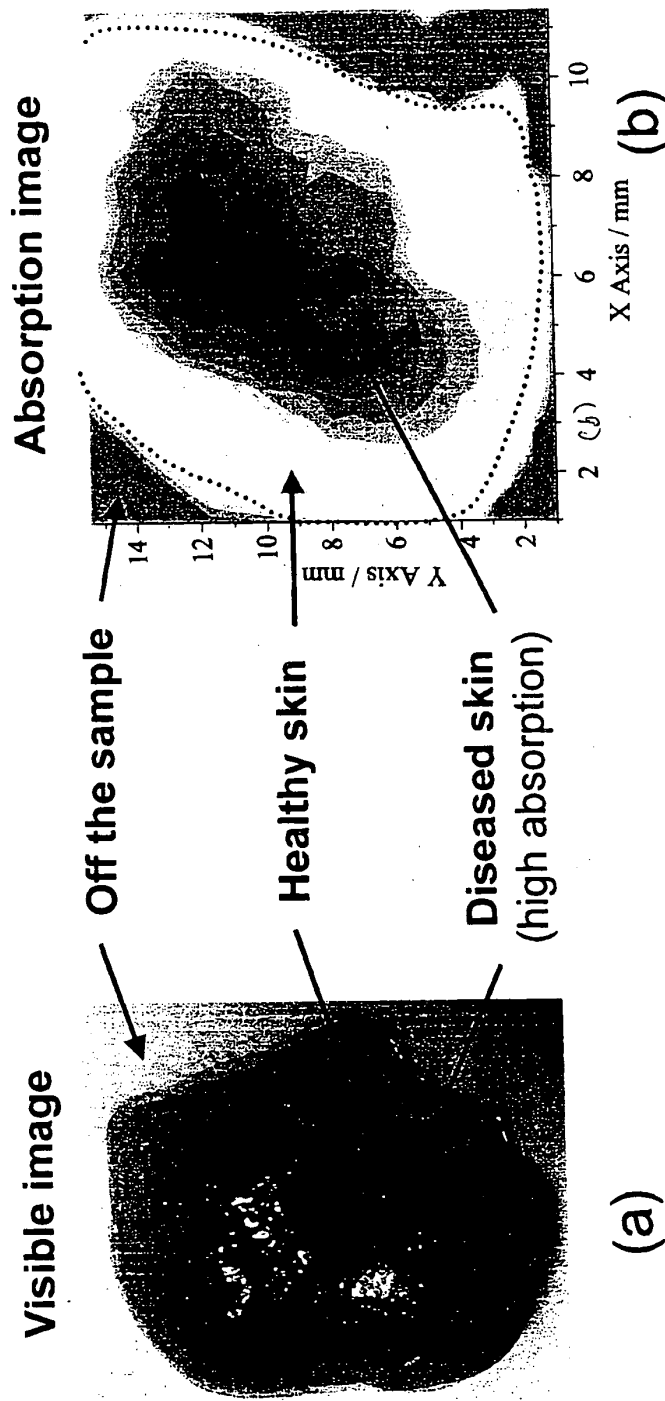 Visible image
Absorption image
Off the sample
Healthy skin
Diseased skin
(high absorption)
14
12
10
8
6
4
2
Y Axis / mm
2
(b)
4
6
8
10
X Axis / mm
(a)
(b)